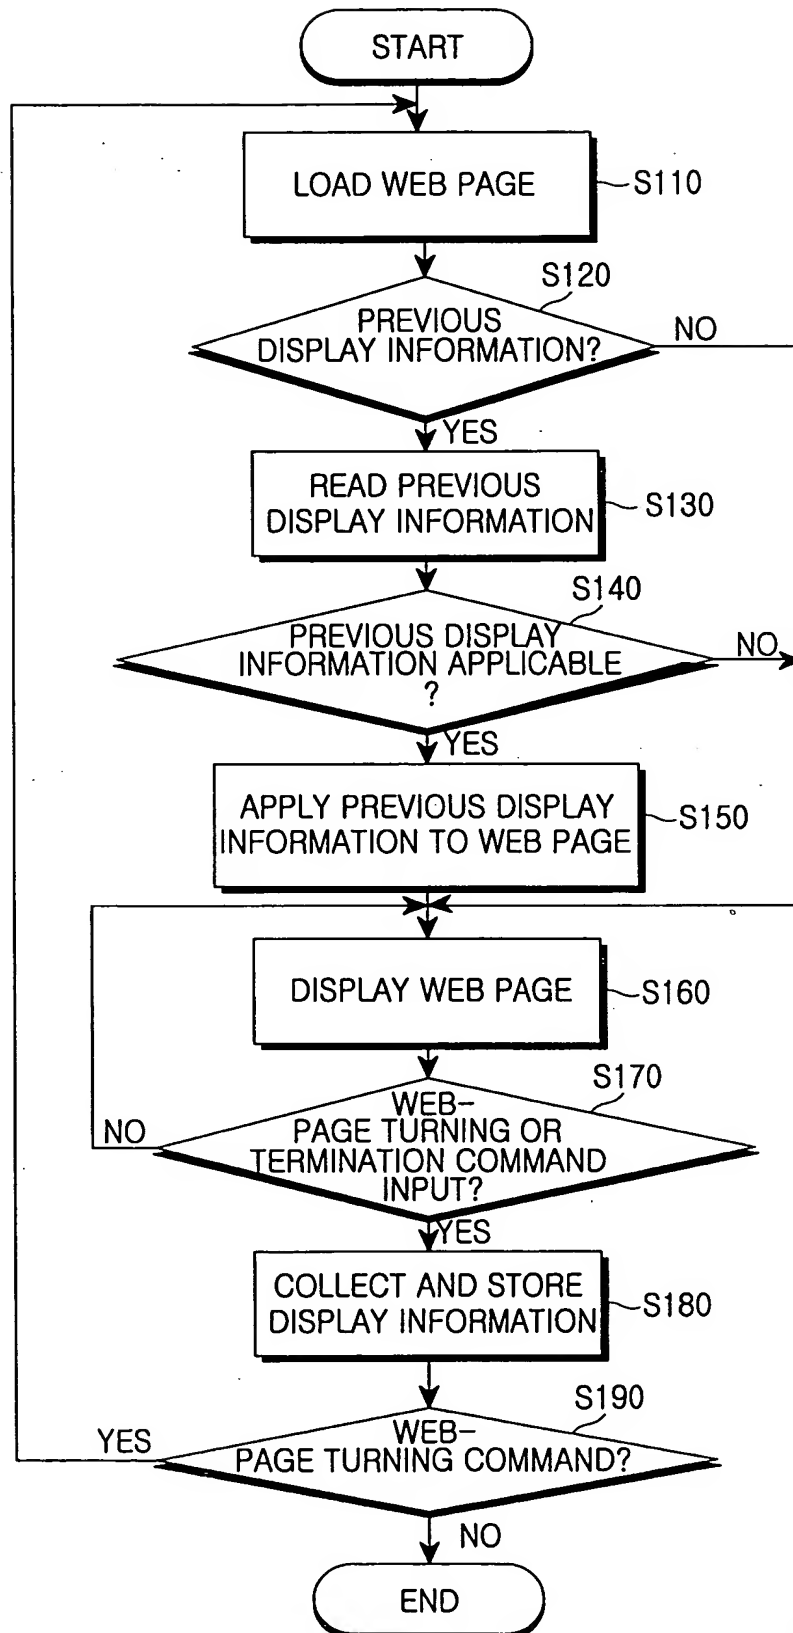 START
LOAD WEB PAGE
S110
S120
PREVIOUS
DISPLAY INFORMATION?
NO
YES
READ PREVIOUS
DISPLAY INFORMATION
S130
S140
PREVIOUS DISPLAY
INFORMATION APPLICABLE
?
NO
YES
APPLY PREVIOUS DISPLAY
INFORMATION TO WEB PAGE
S150
DISPLAY WEB PAGE
S160
S170
WEB-
PAGE TURNING OR
TERMINATION COMMAND
INPUT?
NO
YES
COLLECT AND STORE
DISPLAY INFORMATION
S180
S190
WEB-
PAGE TURNING COMMAND?
YES
NO
END